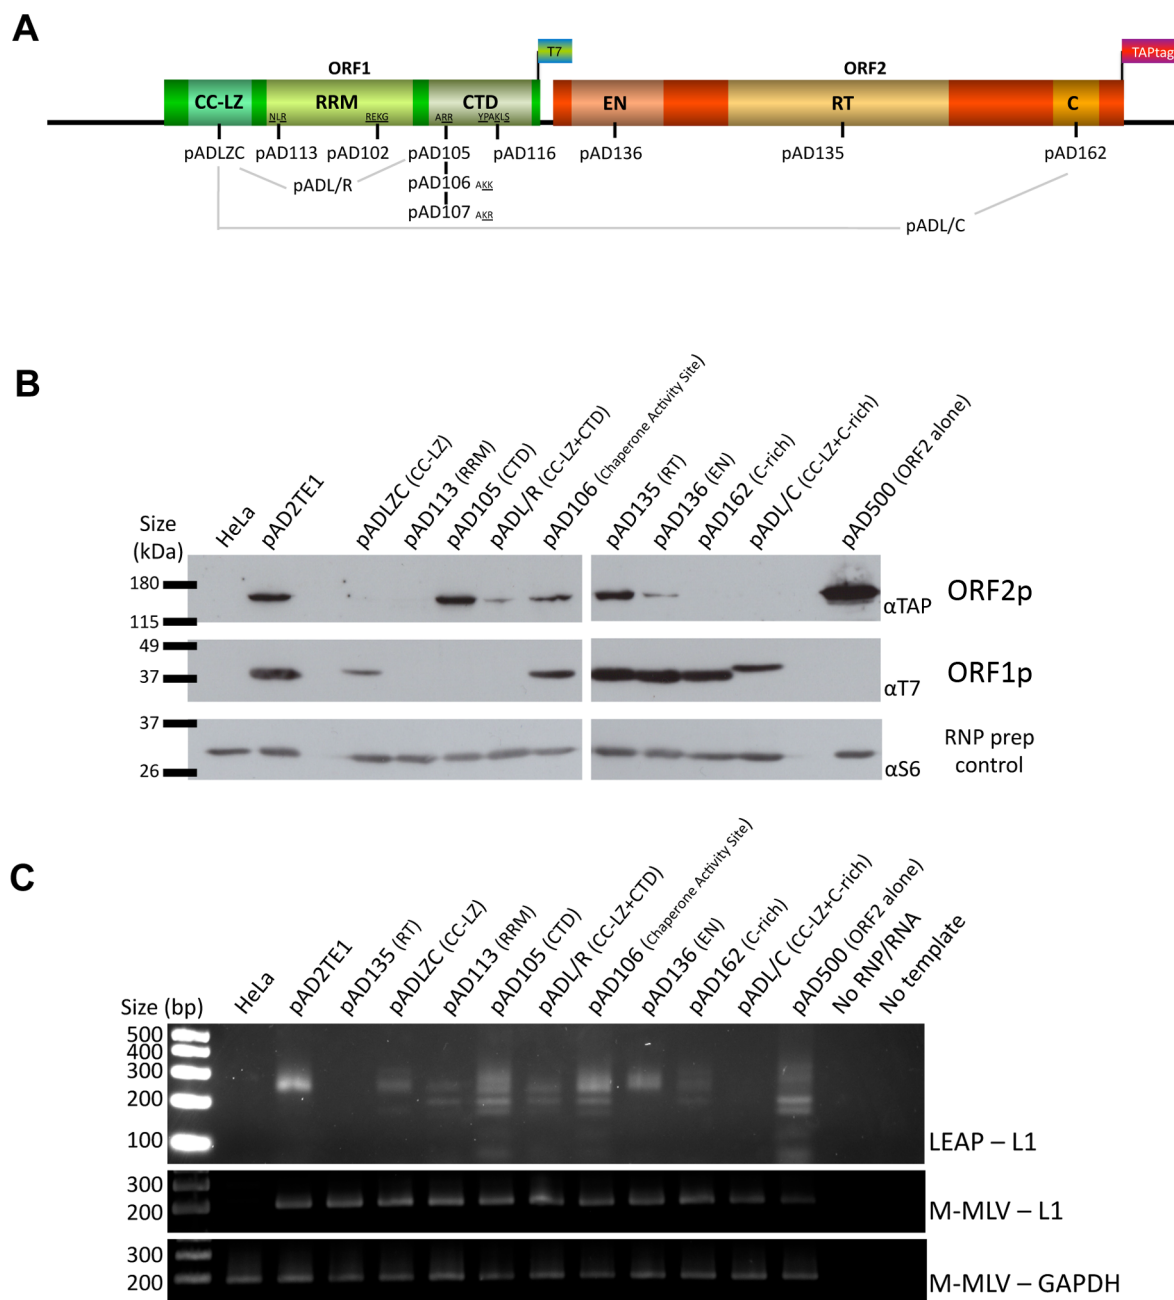 A
T7
TAPtag
ORF1
ORF2
CC-LZ RRM CTD EN RT C
NLR REKG ARR YPAKLS
pADLZC pAD113 pAD102 pAD105 pAD116 pAD136 pAD135 pAD162
pADL/R
pAD106 AKK
pAD107 AKR
pADL/C
B
Size
(kDa)
HeLa
pAD2TE1
pADLZC (CC-LZ)
pAD113 (RRM)
pAD105 (CTD)
pADL/R (CC-LZ+CTD)
pAD106 (Chaperone Activity Site)
pAD135 (RT)
pAD136 (EN)
pAD162 (C-rich)
pADL/C (CC-LZ+C-rich)
pAD500 (ORF2 alone)
180
115
αTAP
ORF2p
49
37
αT7
ORF1p
37
26
αS6
RNP prep
control
C
Size (bp)
HeLa
pAD2TE1
pAD135 (RT)
pADLZC (CC-LZ)
pAD113 (RRM)
pAD105 (CTD)
pADL/R (CC-LZ+CTD)
pAD106 (Chaperone Activity Site)
pAD136 (EN)
pAD162 (C-rich)
pADL/C (CC-LZ+C-rich)
pAD500 (ORF2 alone)
No RNP/RNA
No template
500
400
300
200
100
LEAP – L1
300
200
M-MLV – L1
300
200
M-MLV – GAPDH